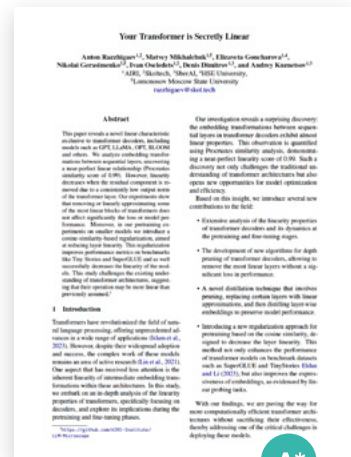 Your Transformer is Secretly Linear
Anton Razzhigaev1,2, Matvey Mikhalchuk1,5, Elizaveta Goncharova1,4,
Nikolai Gerasimenko3,5, Ivan Oseledets1,2, Denis Dimitrov1,3, and Andrey Kuznetsov1,3
1AIRI, 2Skoltech, 3SberAI, 4HSE University,
5Lomonosov Moscow State University
razzhigaev@skol.tech
Abstract
This paper reveals a novel linear characteristic
exclusive to transformer decoders, including
models such as GPT, LLaMA, OPT, BLOOM
and others. We analyze embedding transfor-
mations between sequential layers, uncovering
a near-perfect linear relationship (Procrustes
similarity score of 0.99). However, linearity
decreases when the residual component is re-
moved due to a consistently low output norm
of the transformer layer. Our experiments show
that removing or linearly approximating some
of the most linear blocks of transformers does
not affect significantly the loss or model per-
formance. Moreover, in our pretraining ex-
periments on smaller models we introduce a
cosine-similarity-based regularization, aimed
at reducing layer linearity. This regularization
improves performance metrics on benchmarks
like Tiny Stories and SuperGLUE and as well
successfully decreases the linearity of the mod-
els. This study challenges the existing under-
standing of transformer architectures, suggest-
ing that their operation may be more linear than
previously assumed.1
1 Introduction
Transformers have revolutionized the field of natu-
ral language processing, offering unprecedented ad-
vances in a wide range of applications (Islam et al.,
2023). However, despite their widespread adoption
and success, the complex work of these models
remains an area of active research (Lin et al., 2021).
One aspect that has received less attention is the
inherent linearity of intermediate embedding trans-
formations within these architectures. In this study,
we embark on an in-depth analysis of the linearity
properties of transformers, specifically focusing on
decoders, and explore its implications during the
pretraining and fine-tuning phases.
1https://github.com/AIRI-Institute/
LLM-Microscope
Our investigation reveals a surprising discovery:
the embedding transformations between sequen-
tial layers in transformer decoders exhibit almost
linear properties. This observation is quantified
using Procrustes similarity analysis, demonstrat-
ing a near-perfect linearity score of 0.99. Such a
discovery not only challenges the traditional un-
derstanding of transformer architectures but also
opens new opportunities for model optimization
and efficiency.
Based on this insight, we introduce several new
contributions to the field:
• Extensive analysis of the linearity properties
of transformer decoders and its dynamics at
the pretraining and fine-tuning stages.
• The development of new algorithms for depth
pruning of transformer decoders, allowing to
remove the most linear layers without a sig-
nificant loss in performance.
• A novel distillation technique that involves
pruning, replacing certain layers with linear
approximations, and then distilling layer-wise
embeddings to preserve model performance.
• Introducing a new regularization approach for
pretraining based on the cosine similarity, de-
signed to decrease the layer linearity. This
method not only enhances the performance
of transformer models on benchmark datasets
such as SuperGLUE and TinyStories Eldan
and Li (2023), but also improves the expres-
siveness of embeddings, as evidenced by lin-
ear probing tasks.
With our findings, we are paving the way for
more computationally efficient transformer archi-
tectures without sacrificing their effectiveness,
thereby addressing one of the critical challenges in
deploying these models.
A*